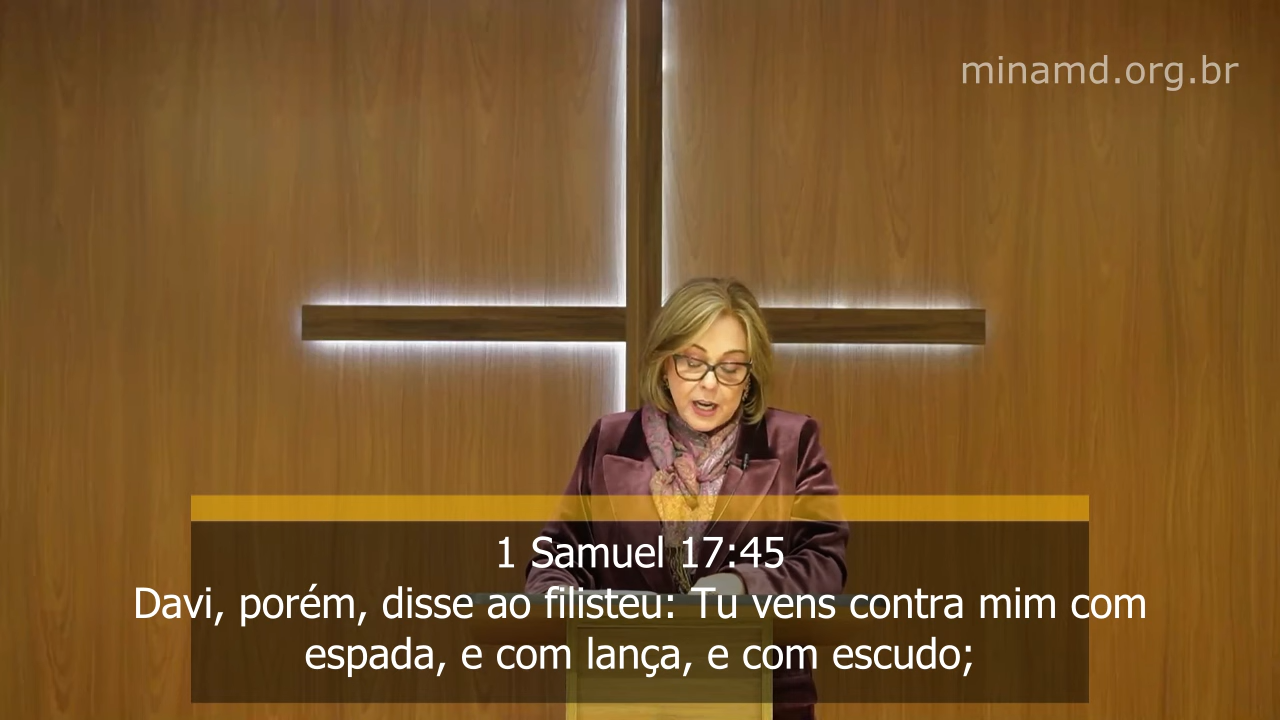 minamd.org.br
1 Samuel 17:45
Davi, porém, disse ao filisteu: Tu vens contra mim com
espada, e com lança, e com escudo;